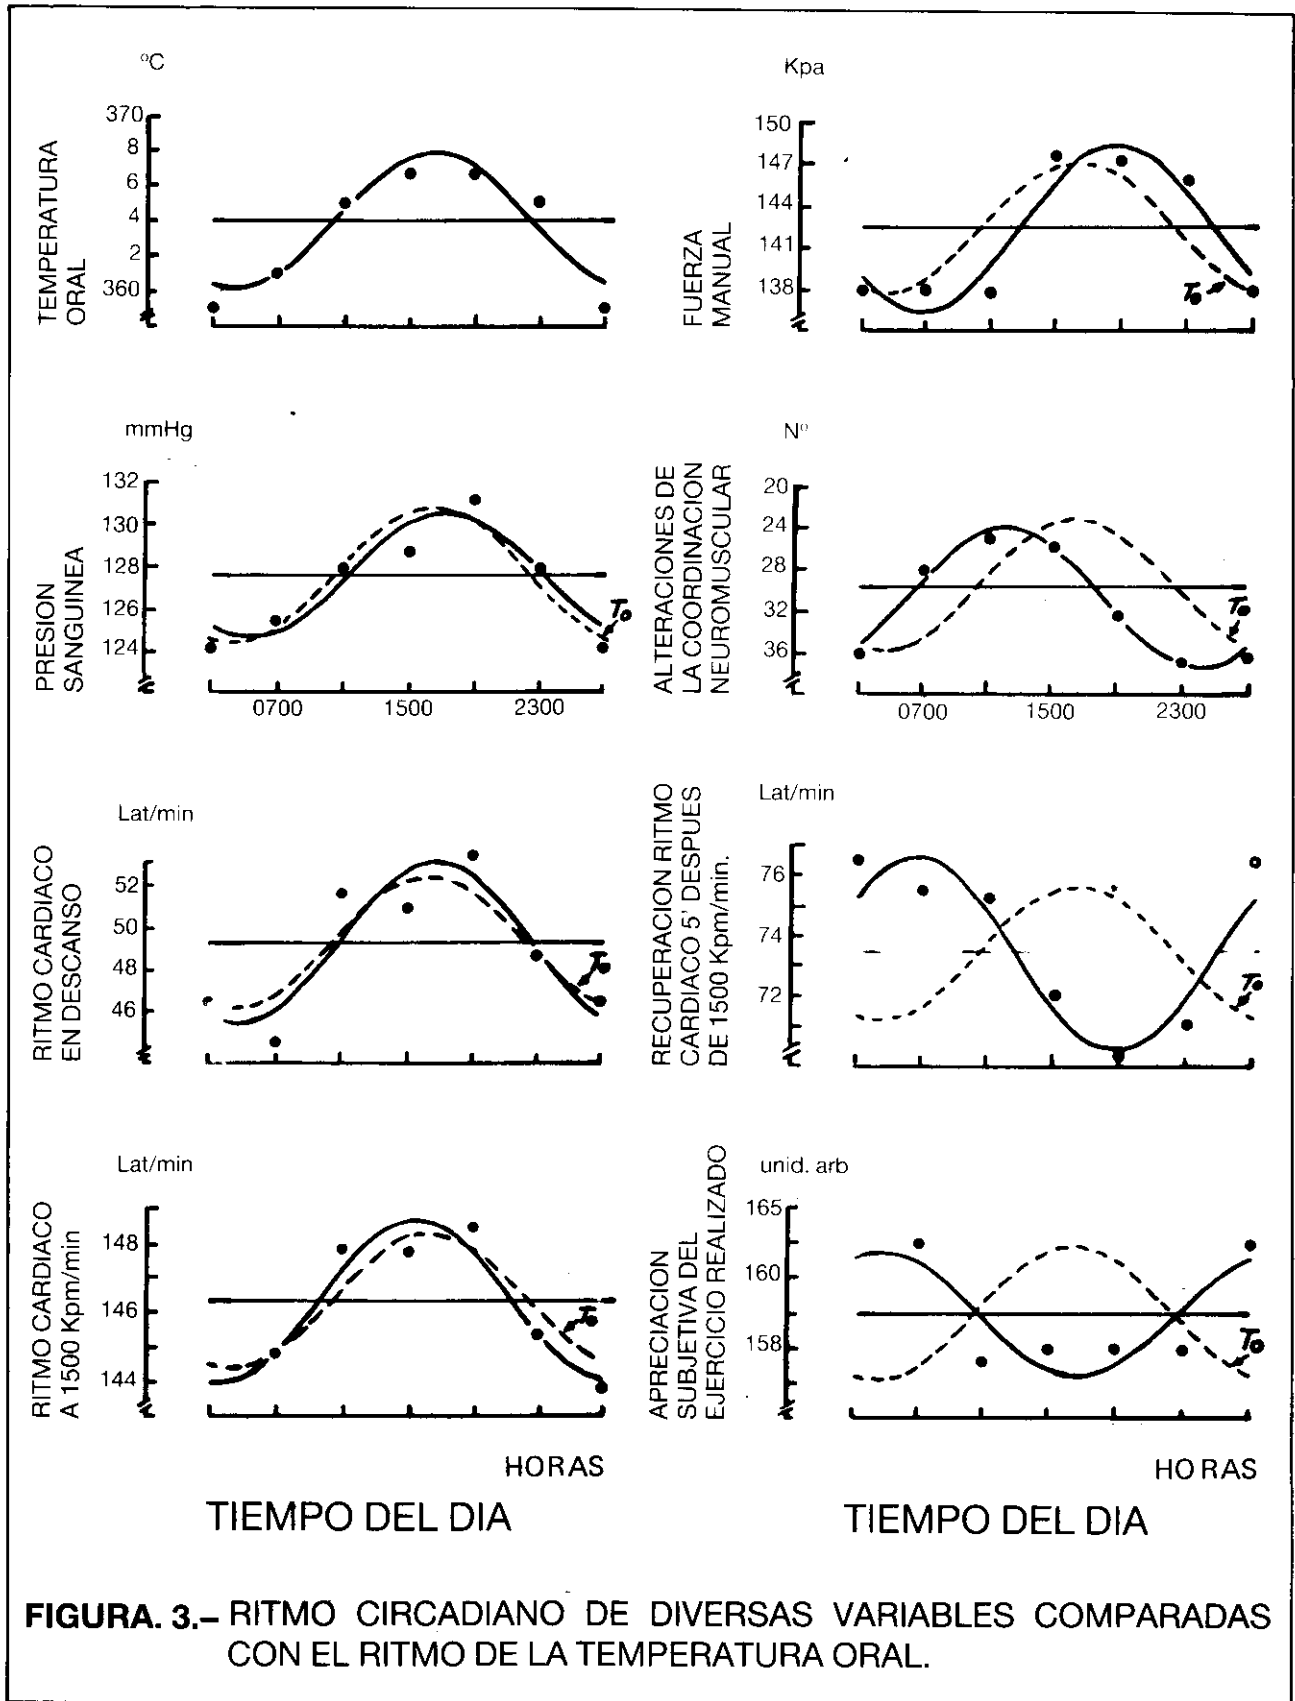 °C
TEMPERATURA
ORAL
370
8
6
4
2
360
Kpa
FUERZA
MANUAL
150
147
144
141
138
To
mmHg
PRESION
SANGUINEA
132
130
128
126
124
To
0700 1500 2300
Nº
ALTERACIONES DE
LA COORDINACION
NEUROMUSCULAR
20
24
28
32
36
To
0700 1500 2300
Lat/min
RITMO CARDIACO
EN DESCANSO
52
50
48
46
To
Lat/min
RECUPERACION RITMO
CARDIACO 5' DESPUES
DE 1500 Kpm/min.
76
74
72
To
Lat/min
RITMO CARDIACO
A 1500 Kpm/min
148
146
144
To
HORAS
TIEMPO DEL DIA
unid. arb
APRECIACION
SUBJETIVA DEL
EJERCICIO REALIZADO
165
160
158
To
HORAS
TIEMPO DEL DIA
FIGURA. 3.– RITMO CIRCADIANO DE DIVERSAS VARIABLES COMPARADAS
CON EL RITMO DE LA TEMPERATURA ORAL.